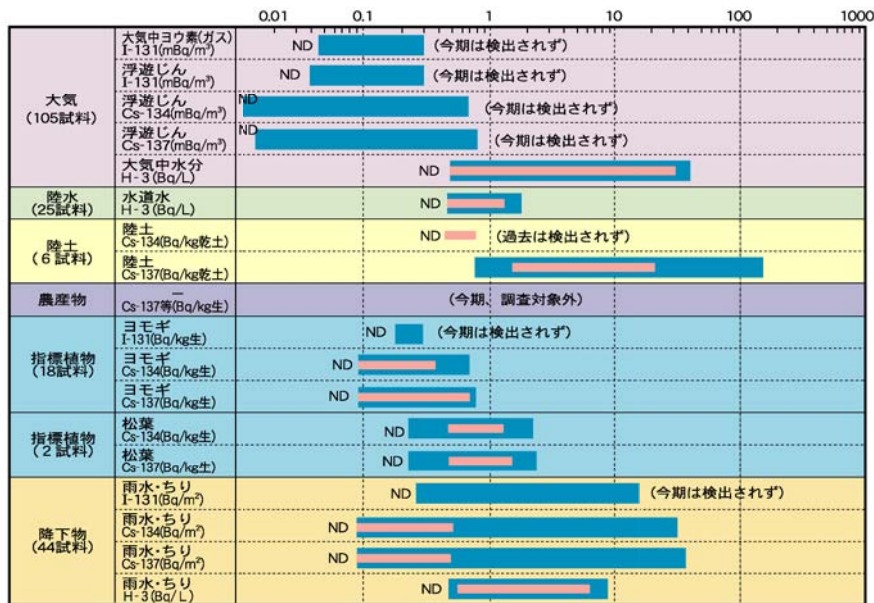 0.01 0.1 1 10 100 1000
大気
(105試料)
大気中ヨウ素(ガス)
I-131(mBq/m³)
ND (今期は検出されず)
浮遊じん
I-131(mBq/m³)
ND (今期は検出されず)
浮遊じん
Cs-134(mBq/m³)
ND (今期は検出されず)
浮遊じん
Cs-137(mBq/m³)
ND (今期は検出されず)
大気中水分
H-3(Bq/L)
ND
陸水
(25試料)
水道水
H-3(Bq/L)
ND
陸土
(6試料)
陸土
Cs-134(Bq/kg乾土)
ND (過去は検出されず)
陸土
Cs-137(Bq/kg乾土)
農産物
—
Cs-137等(Bq/kg生)
(今期、調査対象外)
指標植物
(18試料)
ヨモギ
I-131(Bq/kg生)
ND (今期は検出されず)
ヨモギ
Cs-134(Bq/kg生)
ND
ヨモギ
Cs-137(Bq/kg生)
ND
指標植物
(2試料)
松葉
Cs-134(Bq/kg生)
ND
松葉
Cs-137(Bq/kg生)
ND
降下物
(44試料)
雨水・ちり
I-131(Bq/m²)
ND (今期は検出されず)
雨水・ちり
Cs-134(Bq/m²)
ND
雨水・ちり
Cs-137(Bq/m²)
ND
雨水・ちり
H-3(Bq/L)
ND